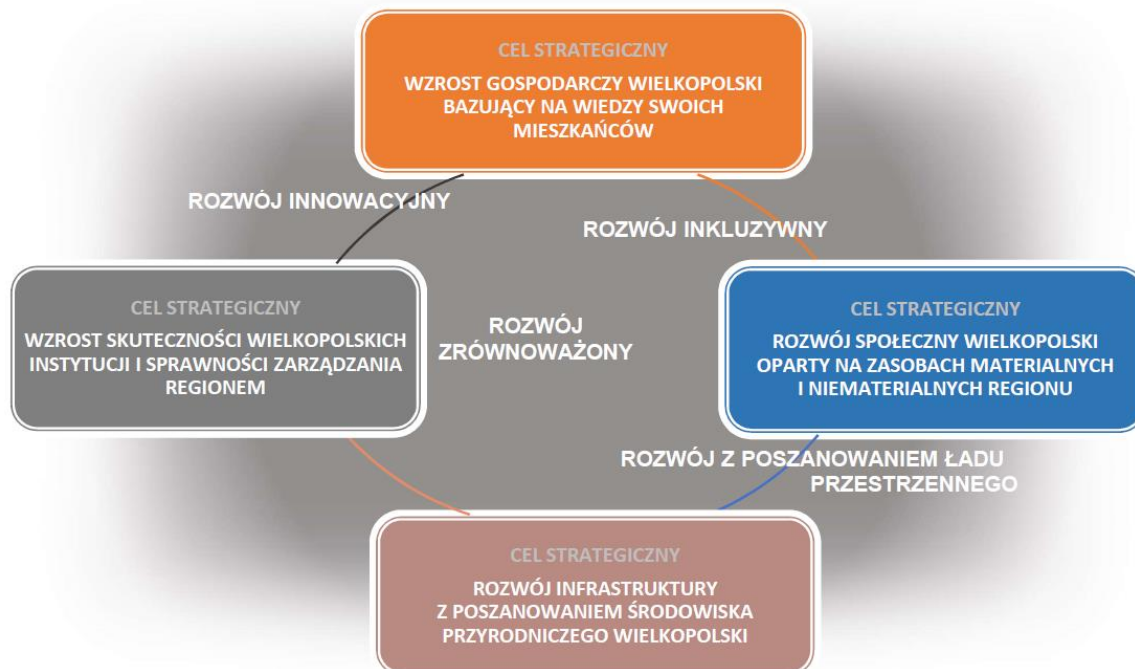 CEL STRATEGICZNY
WZROST GOSPODARCZY WIELKOPOLSKI
BAZUJĄCY NA WIEDZY SWOICH
MIESZKAŃCÓW
ROZWÓJ INNOWACYJNY
ROZWÓJ INKLUZYWNY
CEL STRATEGICZNY
WZROST SKUTECZNOŚCI WIELKOPOLSKICH
INSTYTUCJI I SPRAWNOŚCI ZARZĄDZANIA
REGIONEM
ROZWÓJ
ZRÓWNOWAŻONY
CEL STRATEGICZNY
ROZWÓJ SPOŁECZNY WIELKOPOLSKI
OPARTY NA ZASOBACH MATERIALNYCH
I NIEMATERIALNYCH REGIONU
ROZWÓJ Z POSZANOWANIEM ŁADU
PRZESTRZENNEGO
CEL STRATEGICZNY
ROZWÓJ INFRASTRUKTURY
Z POSZANOWANIEM ŚRODOWISKA
PRZYRODNICZEGO WIELKOPOLSKI